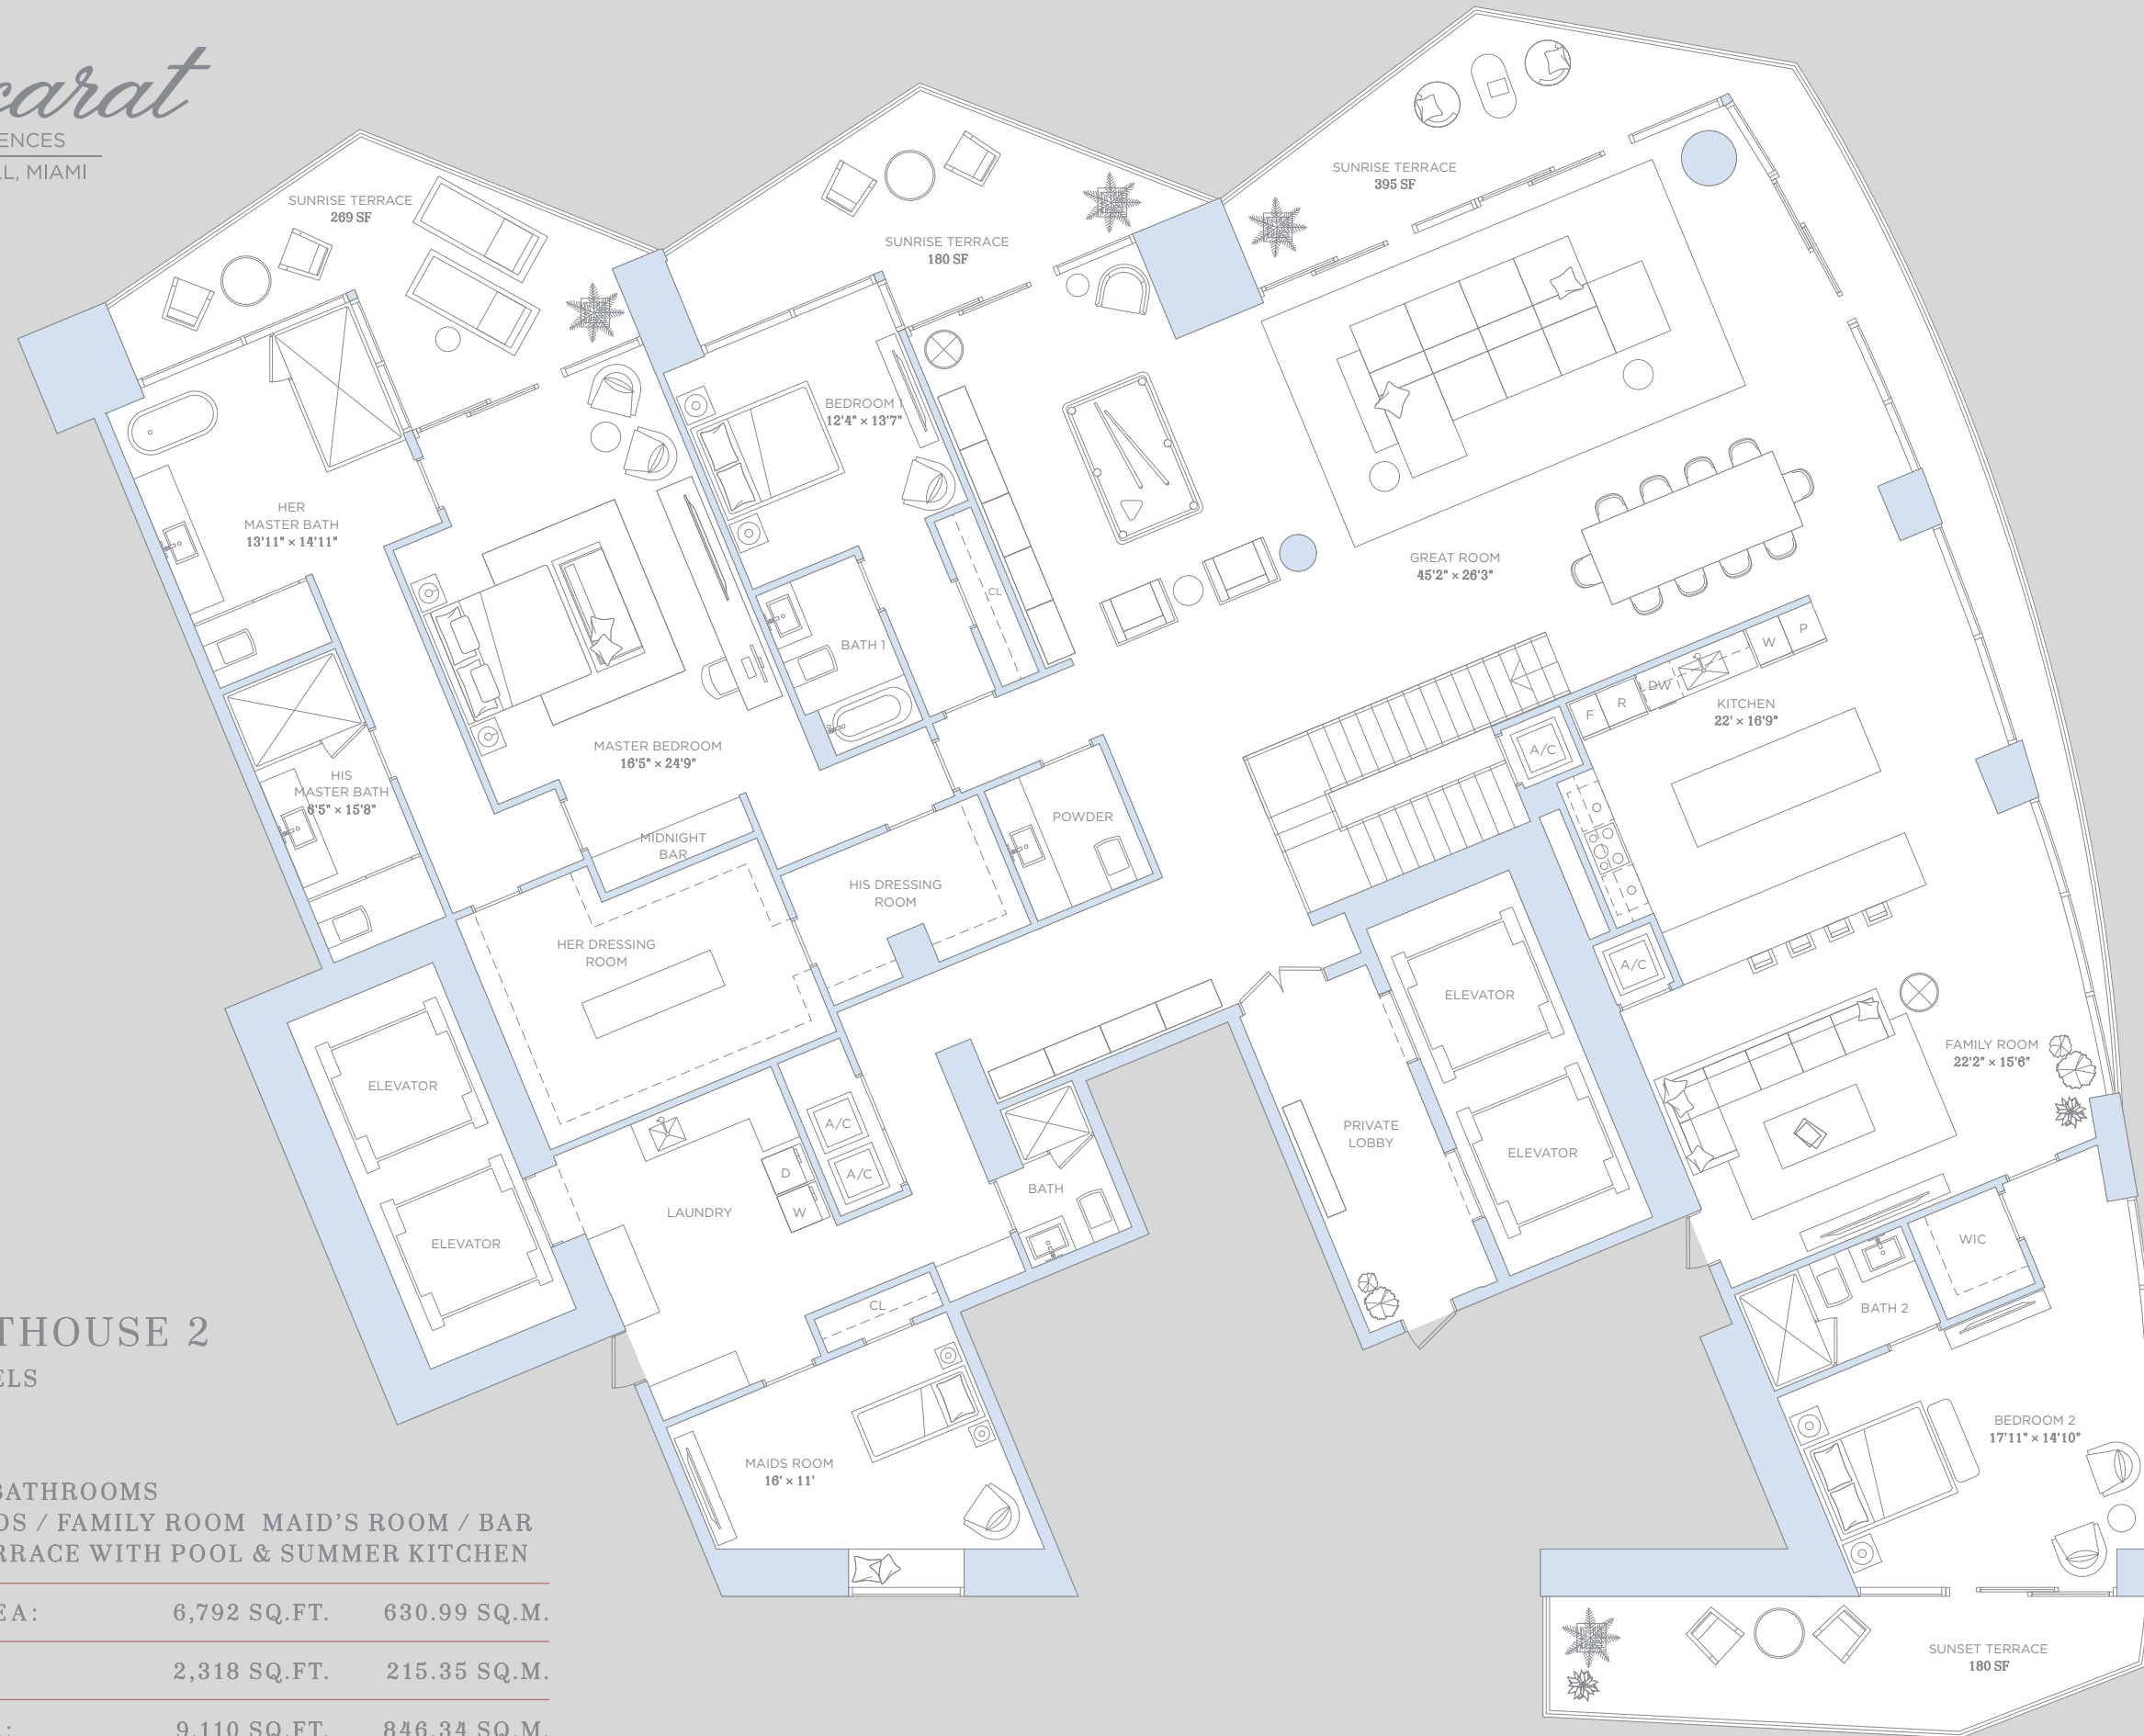 carat
ENCES
LL, MIAMI
SUNRISE TERRACE
269 SF
SUNRISE TERRACE
180 SF
SUNRISE TERRACE
395 SF
HER
MASTER BATH
13'11" × 14'11"
BEDROOM 1
12'4" × 13'7"
CL
BATH 1
GREAT ROOM
45'2" × 26'3"
MASTER BEDROOM
16'5" × 24'9"
HIS
MASTER BATH
6'5" × 15'8"
MIDNIGHT
BAR
POWDER
HIS DRESSING
ROOM
HER DRESSING
ROOM
F
R
DW
W
P
KITCHEN
22' × 16'9"
A/C
A/C
ELEVATOR
ELEVATOR
PRIVATE
LOBBY
FAMILY ROOM
22'2" × 15'6"
ELEVATOR
ELEVATOR
A/C
A/C
D
W
LAUNDRY
BATH
CL
MAIDS ROOM
16' × 11'
WIC
BATH 2
BEDROOM 2
17'11" × 14'10"
SUNSET TERRACE
180 SF
THOUSE 2
ELS
BATHROOMS
DS / FAMILY ROOM MAID'S ROOM / BAR
RRACE WITH POOL & SUMMER KITCHEN
EA: 6,792 SQ.FT. 630.99 SQ.M.
2,318 SQ.FT. 215.35 SQ.M.
: 9,110 SQ.FT. 846.34 SQ.M.